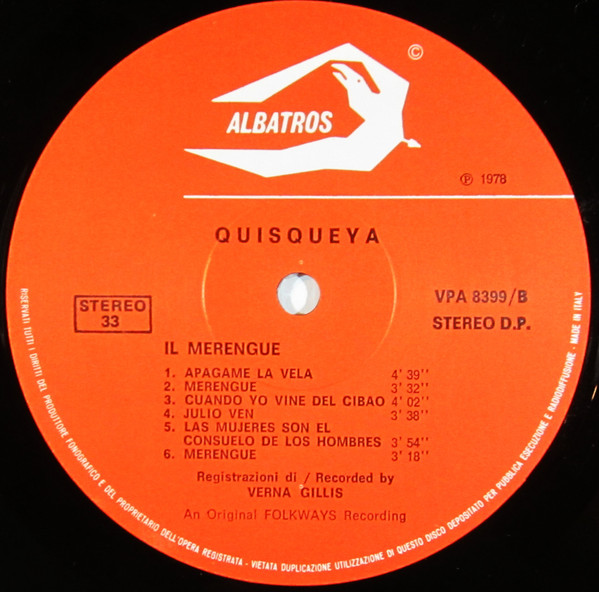 ©
ALBATROS
℗ 1978
QUISQUEYA
STEREO
33
VPA 8399/B
STEREO D.P.
IL MERENGUE
1. APAGAME LA VELA 4' 39''
2. MERENGUE 3' 32''
3. CUANDO YO VINE DEL CIBAO 4' 02''
4. JULIO VEN 3' 38''
5. LAS MUJERES SON EL
CONSUELO DE LOS HOMBRES 3' 54''
6. MERENGUE 3' 18''
Registrazioni di / Recorded by
VERNA GILLIS
An Original FOLKWAYS Recording
RISERVATI TUTTI I DIRITTI DEL PRODUTTORE FONOGRAFICO E DEL PROPRIETARIO DELL'OPERA REGISTRATA - VIETATA DUPLICAZIONE UTILIZZAZIONE DI QUESTO DISCO DEPOSITATO PER PUBBLICA ESECUZIONE E RADIODIFFUSIONE - MADE IN ITALY